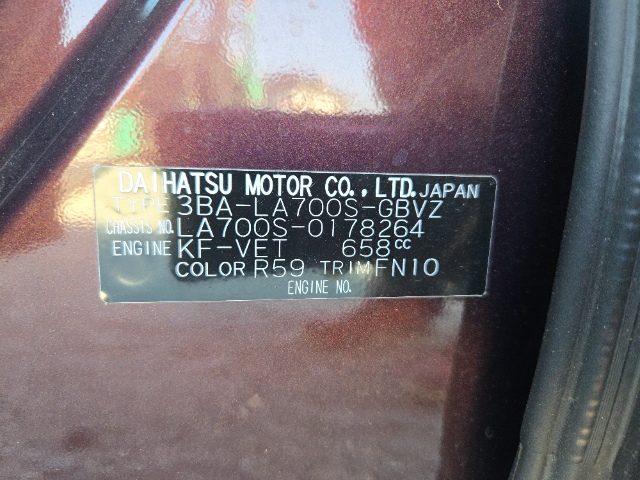 DAIHATSU MOTOR CO., LTD. JAPAN
TYPE 3BA-LA700S-GBVZ
CHASSIS NO. LA700S-0178264
ENGINE KF-VET 658CC
COLOR R59 TRIM FN10
ENGINE NO.